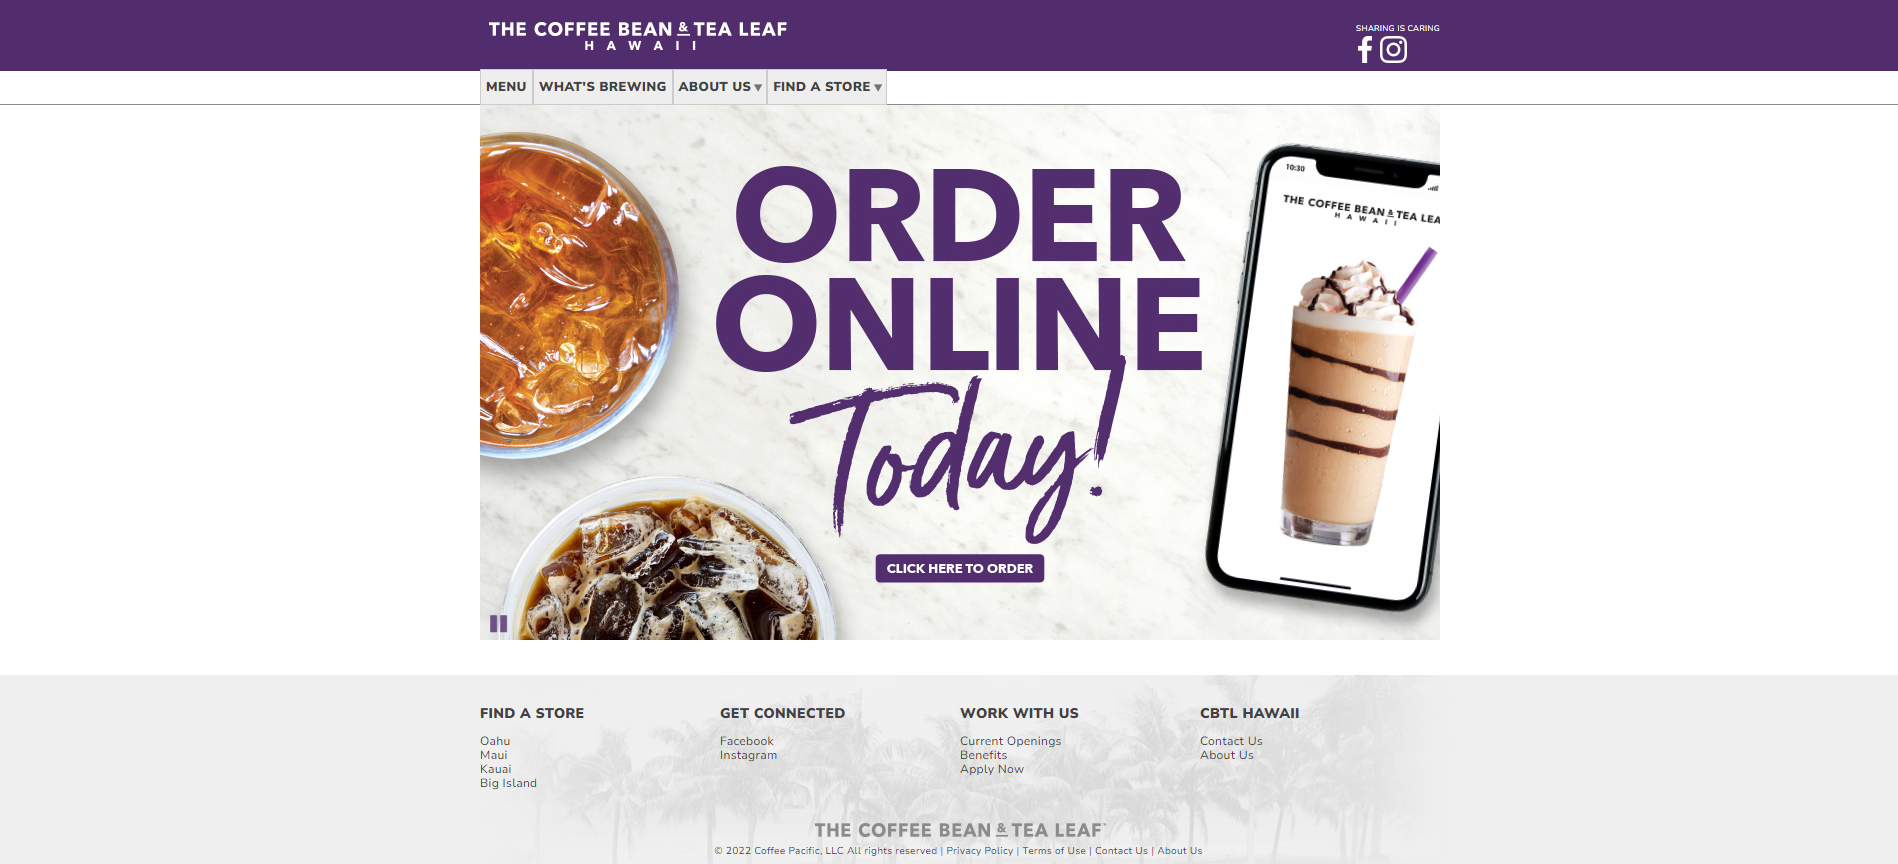 THE COFFEE BEAN & TEA LEAF
HAWAII
SHARING IS CARING
MENU
WHAT'S BREWING
ABOUT US
FIND A STORE
ORDER
ONLINE
Today!
CLICK HERE TO ORDER
10:30
THE COFFEE BEAN & TEA LEA
HAWAII
FIND A STORE
Oahu
Maui
Kauai
Big Island
GET CONNECTED
Facebook
Instagram
WORK WITH US
Current Openings
Benefits
Apply Now
CBTL HAWAII
Contact Us
About Us
THE COFFEE BEAN & TEA LEAF
© 2022 Coffee Pacific, LLC All rights reserved | Privacy Policy | Terms of Use | Contact Us | About Us